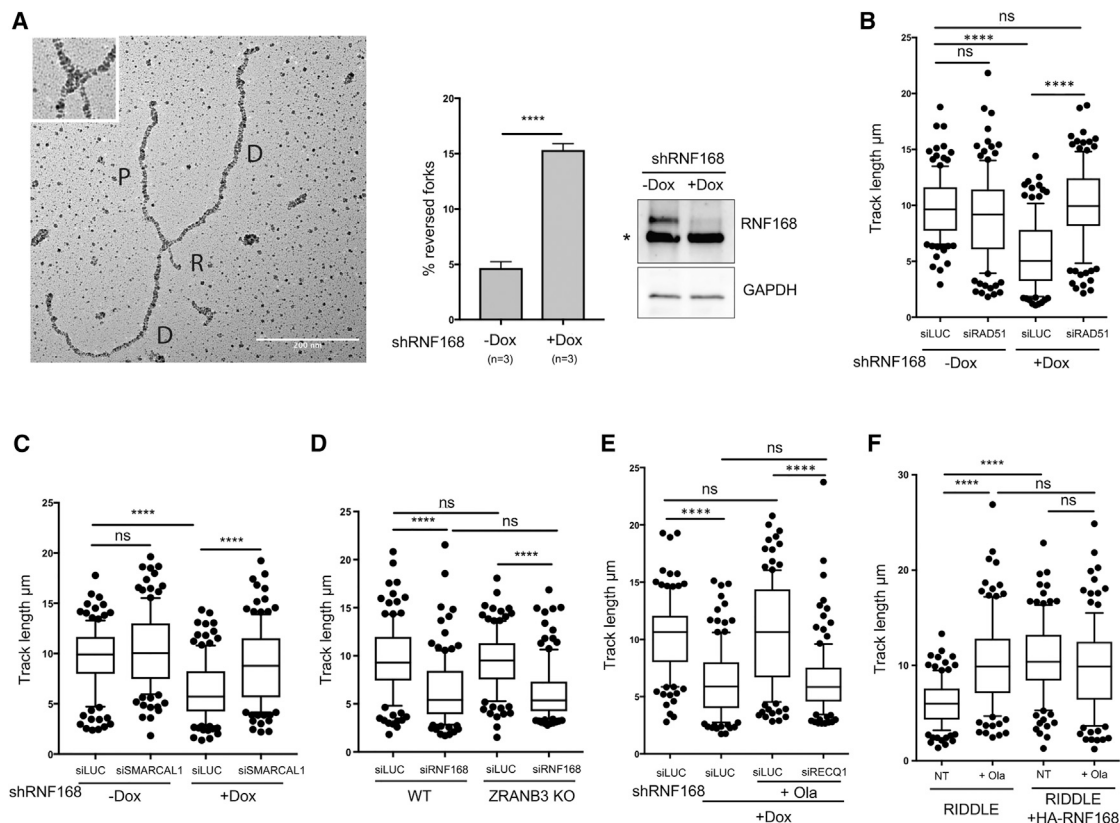 A
P
D
R
D
200 nm
% reversed forks
20
15
10
5
0
****
shRNF168
-Dox
+Dox
(n=3)
(n=3)
shRNF168
-Dox
+Dox
*
RNF168
GAPDH
B
Track length µm
25
20
15
10
5
0
ns
****
ns
****
siLUC siRAD51 siLUC siRAD51
shRNF168
-Dox
+Dox
C
Track length µm
25
20
15
10
5
0
****
ns
****
siLUC siSMARCAL1 siLUC siSMARCAL1
shRNF168
-Dox
+Dox
D
Track length µm
25
20
15
10
5
0
ns
****
ns
****
siLUC siRNF168 siLUC siRNF168
WT
ZRANB3 KO
E
Track length µm
25
20
15
10
5
0
ns
ns
****
****
siLUC siLUC siLUC siRECQ1
shRNF168
+ Ola
+Dox
F
Track length µm
30
20
10
0
****
****
ns
ns
NT + Ola NT + Ola
RIDDLE
RIDDLE
+HA-RNF168